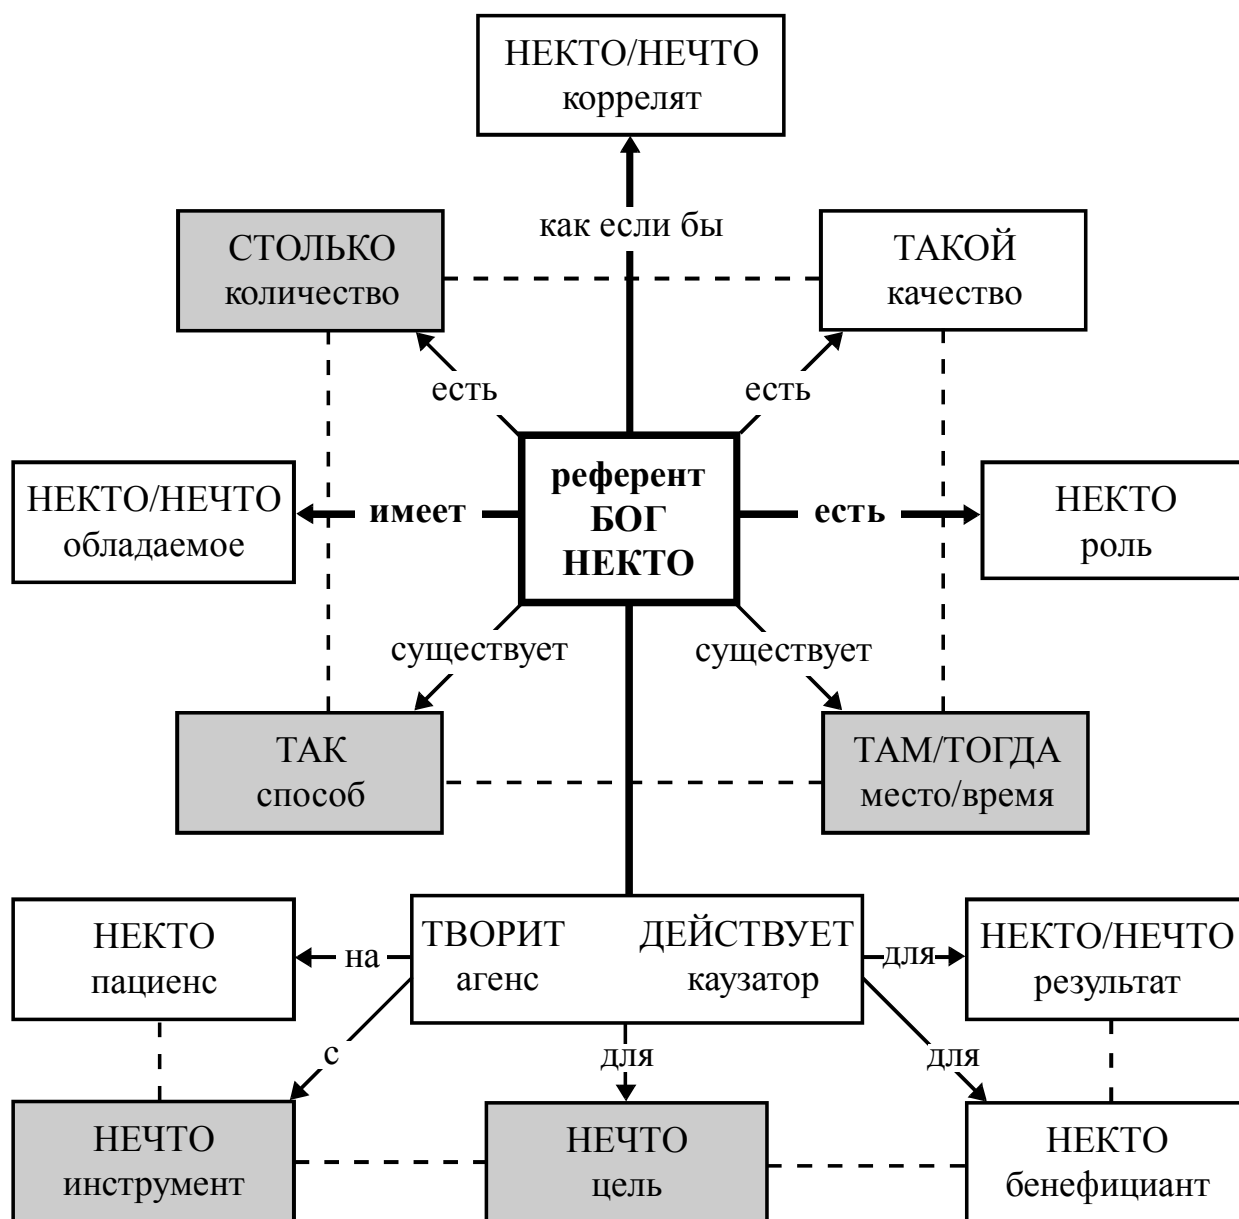 НЕКТО/НЕЧТО
коррелят
как если бы
СТОЛЬКО
количество
ТАКОЙ
качество
есть
есть
НЕКТО/НЕЧТО
обладаемое
имеет
референт
БОГ
НЕКТО
есть
НЕКТО
роль
существует
существует
ТАК
способ
ТАМ/ТОГДА
место/время
НЕКТО
пациенс
на
ТВОРИТ
агенс
ДЕЙСТВУЕТ
каузатор
для
НЕКТО/НЕЧТО
результат
с
для
для
НЕЧТО
инструмент
НЕЧТО
цель
НЕКТО
бенефициант